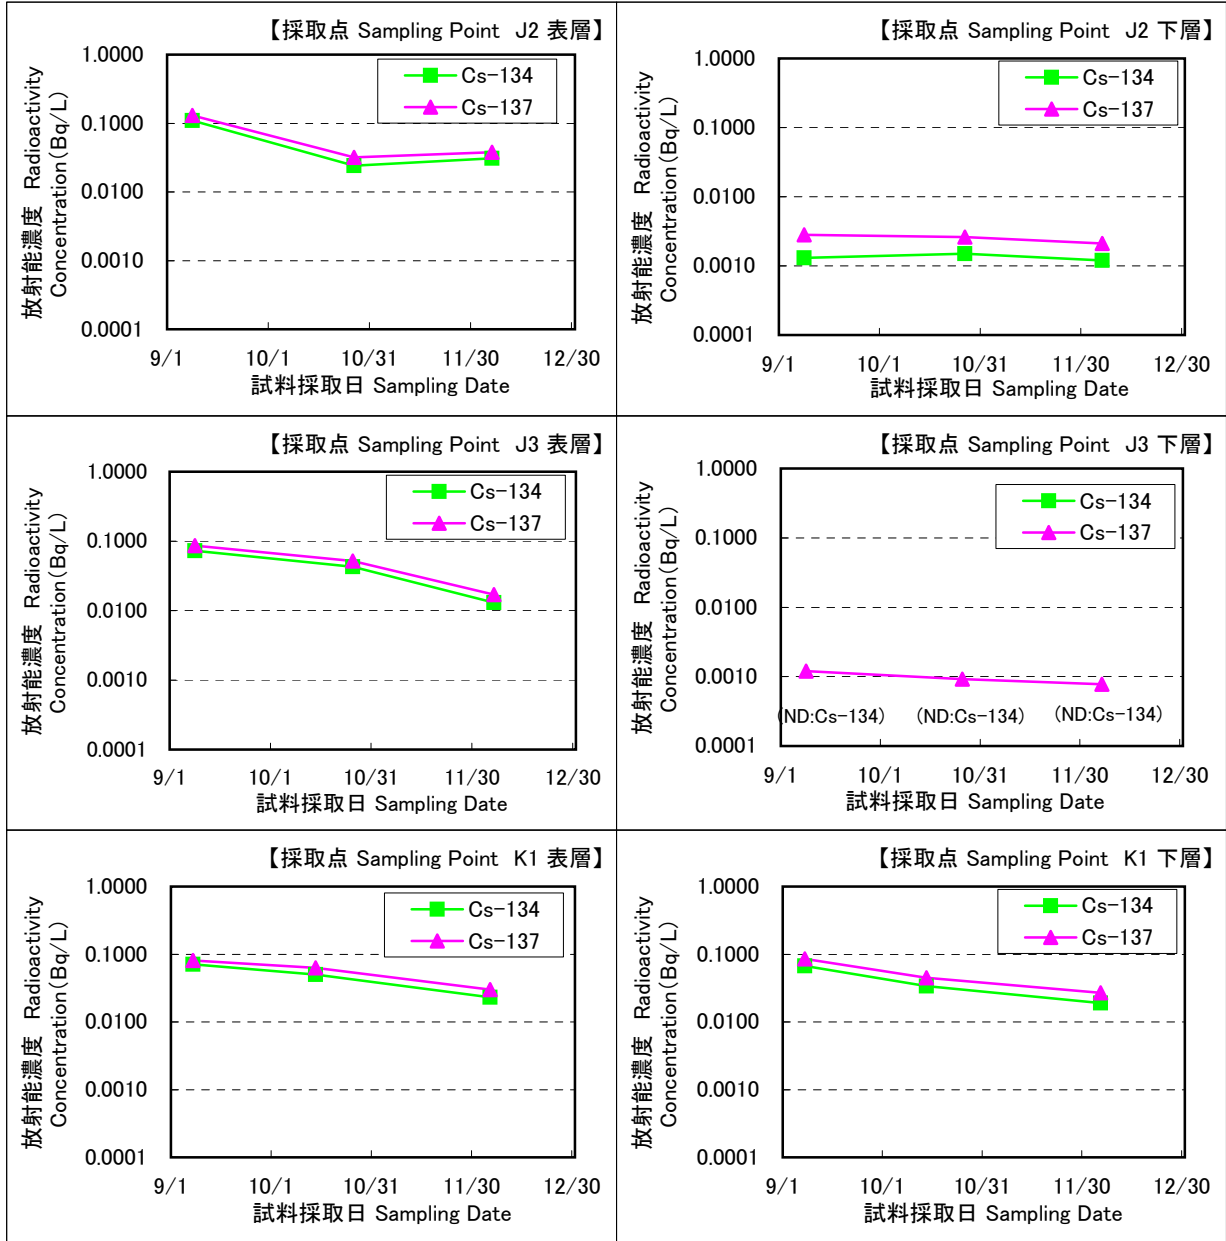 【採取点 Sampling Point J2 表層】
放射能濃度 Radioactivity
Concentration(Bq/L)
1.0000
0.1000
0.0100
0.0010
0.0001
Cs-134
Cs-137
9/1 10/1 10/31 11/30 12/30
試料採取日 Sampling Date
【採取点 Sampling Point J2 下層】
放射能濃度 Radioactivity
Concentration(Bq/L)
1.0000
0.1000
0.0100
0.0010
0.0001
Cs-134
Cs-137
9/1 10/1 10/31 11/30 12/30
試料採取日 Sampling Date
【採取点 Sampling Point J3 表層】
放射能濃度 Radioactivity
Concentration(Bq/L)
1.0000
0.1000
0.0100
0.0010
0.0001
Cs-134
Cs-137
9/1 10/1 10/31 11/30 12/30
試料採取日 Sampling Date
【採取点 Sampling Point J3 下層】
放射能濃度 Radioactivity
Concentration(Bq/L)
1.0000
0.1000
0.0100
0.0010
0.0001
Cs-134
Cs-137
(ND:Cs-134) (ND:Cs-134) (ND:Cs-134)
9/1 10/1 10/31 11/30 12/30
試料採取日 Sampling Date
【採取点 Sampling Point K1 表層】
放射能濃度 Radioactivity
Concentration(Bq/L)
1.0000
0.1000
0.0100
0.0010
0.0001
Cs-134
Cs-137
9/1 10/1 10/31 11/30 12/30
試料採取日 Sampling Date
【採取点 Sampling Point K1 下層】
放射能濃度 Radioactivity
Concentration(Bq/L)
1.0000
0.1000
0.0100
0.0010
0.0001
Cs-134
Cs-137
9/1 10/1 10/31 11/30 12/30
試料採取日 Sampling Date